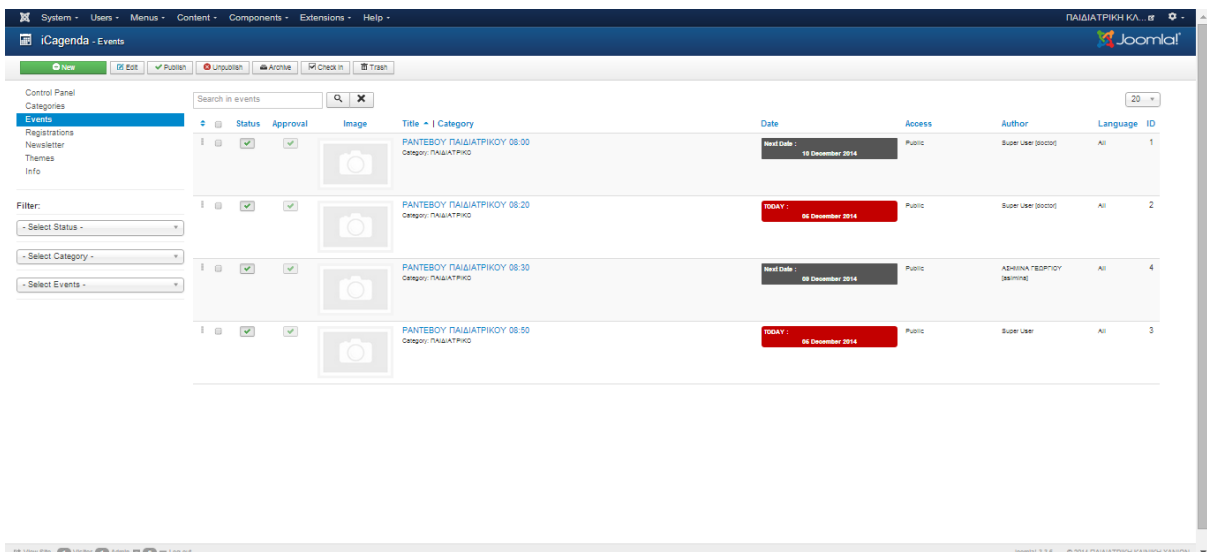 System Users Menus Content Components Extensions Help ΠΑΙΔΙΑΤΡΙΚΗ ΚΛ...
iCagenda - Events Joomla!
New Edit Publish Unpublish Archive Check In Trash
Control Panel
Categories
Events
Registrations
Newsletter
Themes
Info
Filter:
- Select Status -
- Select Category -
- Select Events -
Search in events 20
Status Approval Image Title | Category Date Access Author Language ID
ΡΑΝΤΕΒΟΥ ΠΑΙΔΙΑΤΡΙΚΟΥ 08:00 Next Date : Public Super User [doctor] All 1
Category: ΠΑΙΔΙΑΤΡΙΚΟ 10 December 2014
ΡΑΝΤΕΒΟΥ ΠΑΙΔΙΑΤΡΙΚΟΥ 08:20 TODAY : Public Super User [doctor] All 2
Category: ΠΑΙΔΙΑΤΡΙΚΟ 06 December 2014
ΡΑΝΤΕΒΟΥ ΠΑΙΔΙΑΤΡΙΚΟΥ 08:30 Next Date : Public ΑΣΗΜΙΝΑ ΓΕΩΡΓΙΟΥ All 4
Category: ΠΑΙΔΙΑΤΡΙΚΟ 09 December 2014 [asimina]
ΡΑΝΤΕΒΟΥ ΠΑΙΔΙΑΤΡΙΚΟΥ 08:50 TODAY : Public Super User All 3
Category: ΠΑΙΔΙΑΤΡΙΚΟ 06 December 2014